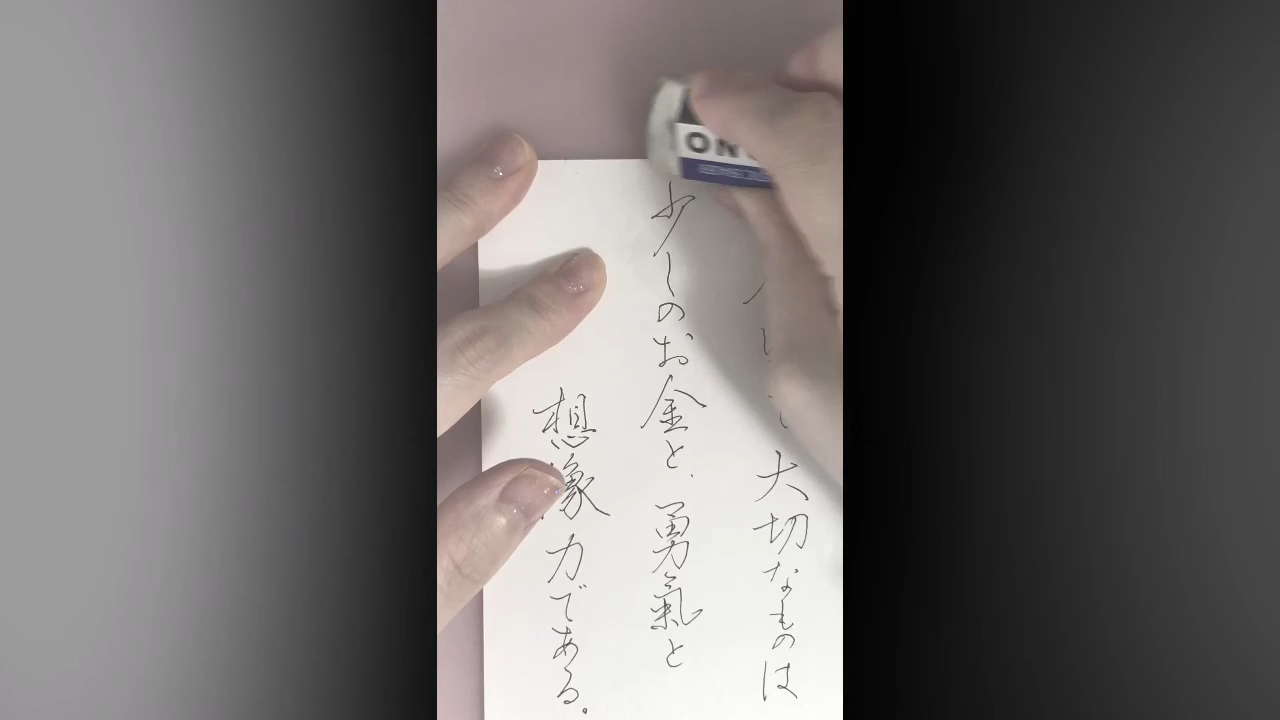 大切なものは
少しのお金と、勇氣と
想像力である。